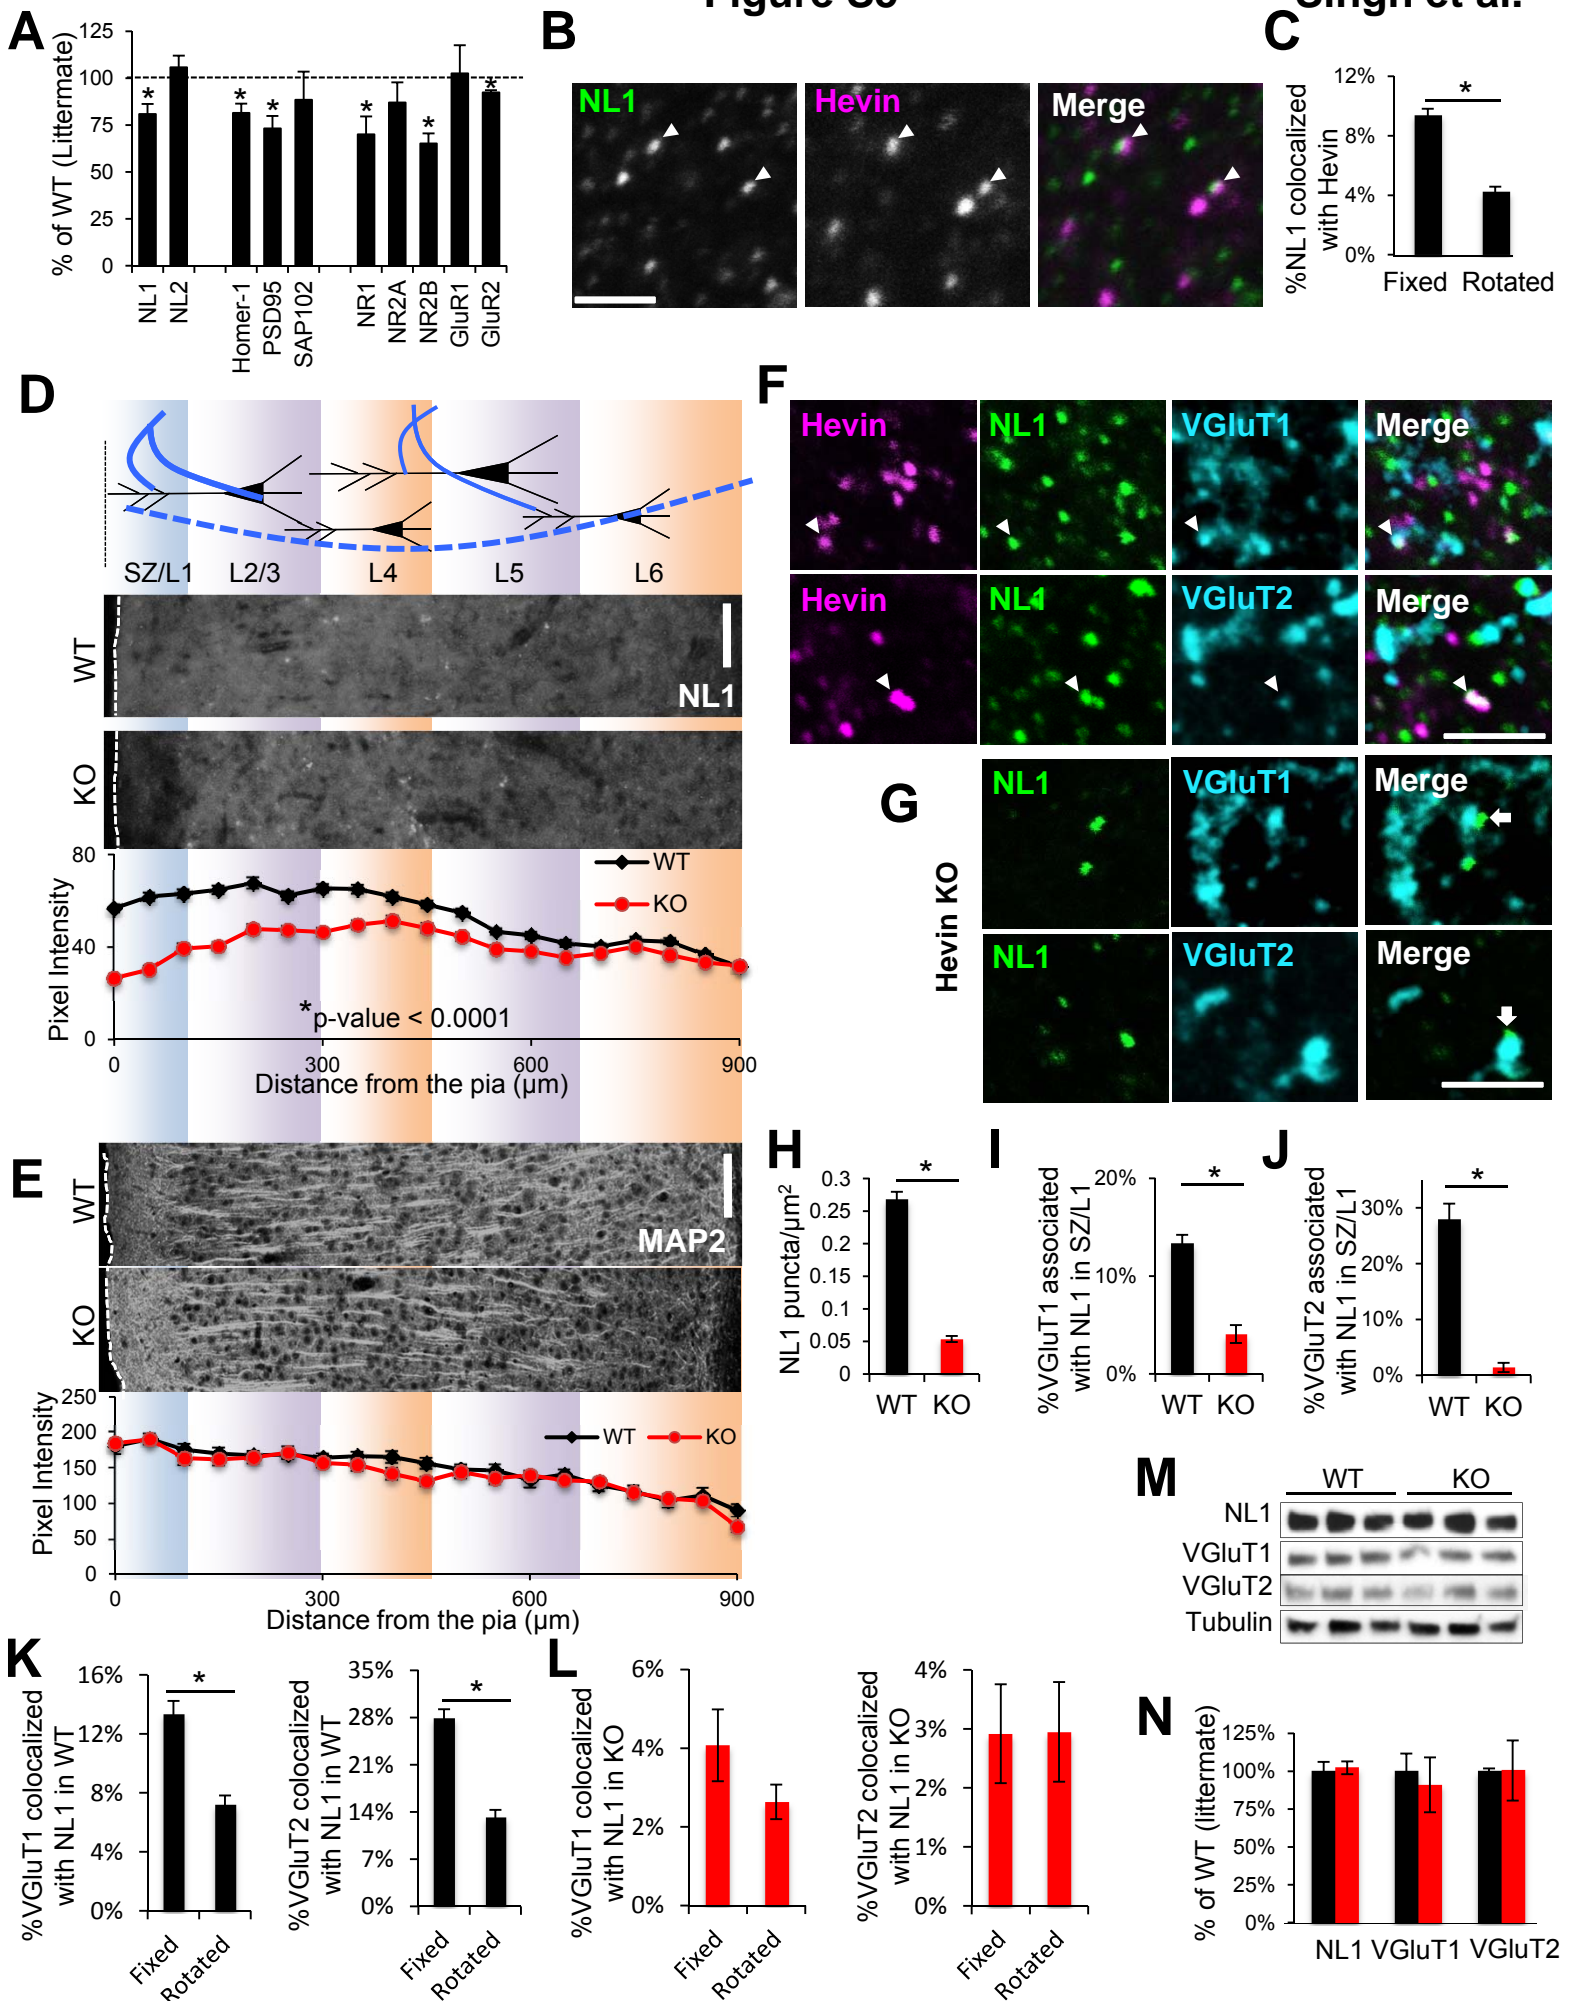 Figure S6 Singh et al.
A
% of WT (Littermate)
125
100
75
50
25
0
* * * * * *
NL1 NL2 Homer-1 PSD95 SAP102 NR1 NR2A NR2B GluR1 GluR2
B
NL1 Hevin Merge
C
%NL1 colocalized
with Hevin
12%
8%
4%
0%
*
Fixed Rotated
D
SZ/L1 L2/3 L4 L5 L6
WT
NL1
KO
Pixel Intensity
80
40
0
WT
KO
*p-value < 0.0001
0 300 600 900
Distance from the pia (µm)
E
WT
MAP2
KO
Pixel Intensity
250
200
150
100
50
0
WT KO
0 300 600 900
Distance from the pia (µm)
F
Hevin NL1 VGluT1 Merge
Hevin NL1 VGluT2 Merge
G
Hevin KO
NL1 VGluT1 Merge
NL1 VGluT2 Merge
H
NL1 puncta/µm²
0.3
0.25
0.2
0.15
0.1
0.05
0
*
WT KO
I
%VGluT1 associated
with NL1 in SZ/L1
20%
10%
0%
*
WT KO
J
%VGluT2 associated
with NL1 in SZ/L1
30%
20%
10%
0%
*
WT KO
K
%VGluT1 colocalized
with NL1 in WT
16%
12%
8%
4%
0%
*
Fixed Rotated
%VGluT2 colocalized
with NL1 in WT
35%
28%
21%
14%
7%
0%
*
Fixed Rotated
L
%VGluT1 colocalized
with NL1 in KO
6%
4%
2%
0%
Fixed Rotated
%VGluT2 colocalized
with NL1 in KO
4%
3%
2%
1%
0%
Fixed Rotated
M
WT KO
NL1
VGluT1
VGluT2
Tubulin
N
% of WT (littermate)
125%
100%
75%
50%
25%
0%
NL1 VGluT1 VGluT2